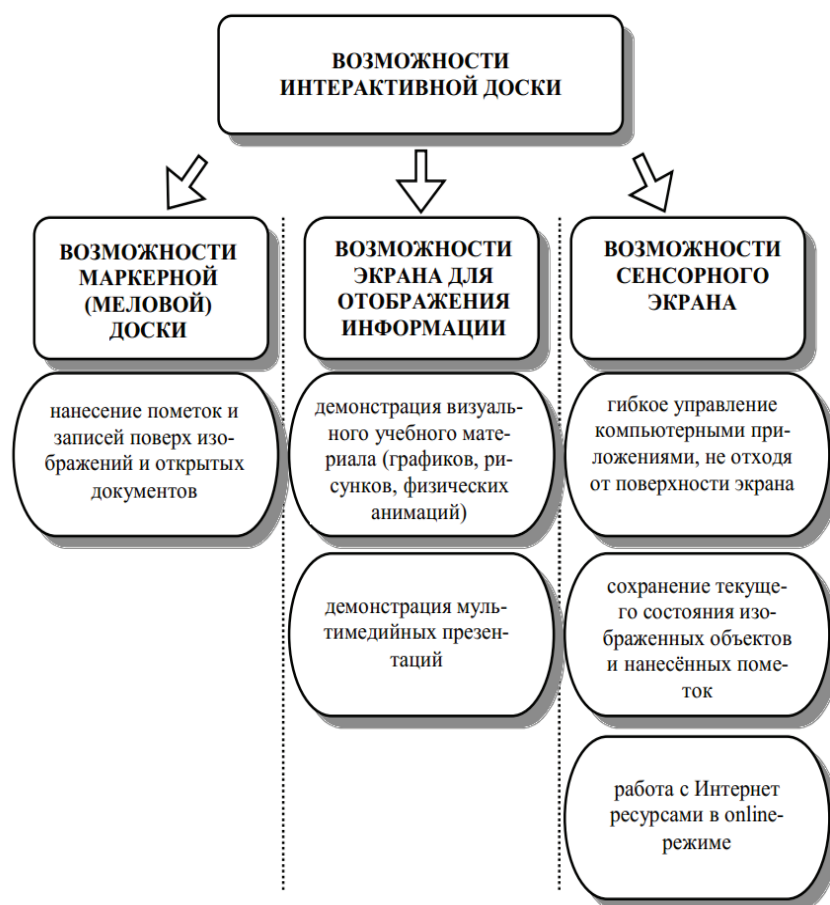 ВОЗМОЖНОСТИ
ИНТЕРАКТИВНОЙ ДОСКИ
ВОЗМОЖНОСТИ
МАРКЕРНОЙ
(МЕЛОВОЙ)
ДОСКИ
нанесение пометок и
записей поверх изо-
бражений и открытых
документов
ВОЗМОЖНОСТИ
ЭКРАНА ДЛЯ
ОТОБРАЖЕНИЯ
ИНФОРМАЦИИ
демонстрация визуаль-
ного учебного мате-
риала (графиков, ри-
сунков, физических
анимаций)
демонстрация муль-
тимедийных презен-
таций
ВОЗМОЖНОСТИ
СЕНСОРНОГО
ЭКРАНА
гибкое управление
компьютерными при-
ложениями, не отходя
от поверхности экрана
сохранение текуще-
го состояния изо-
браженных объектов
и нанесённых поме-
ток
работа с Интернет
ресурсами в online-
режиме